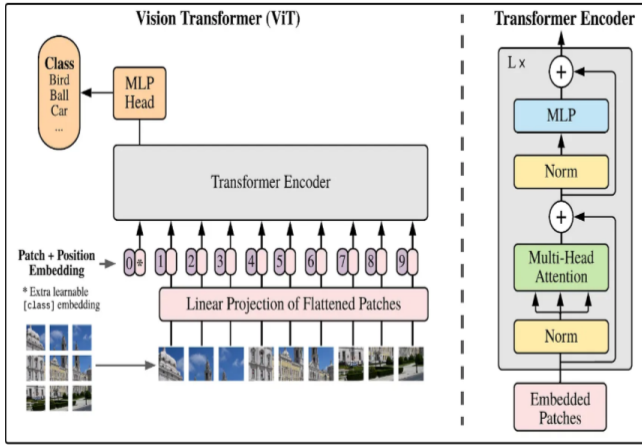 Vision Transformer (ViT)
Class
Bird
Ball
Car
...
MLP
Head
Transformer Encoder
Patch + Position
Embedding
0 *
1
2
3
4
5
6
7
8
9
* Extra learnable
[class] embedding
Linear Projection of Flattened Patches
Transformer Encoder
L ×
+
MLP
Norm
+
Multi-Head
Attention
Norm
Embedded
Patches